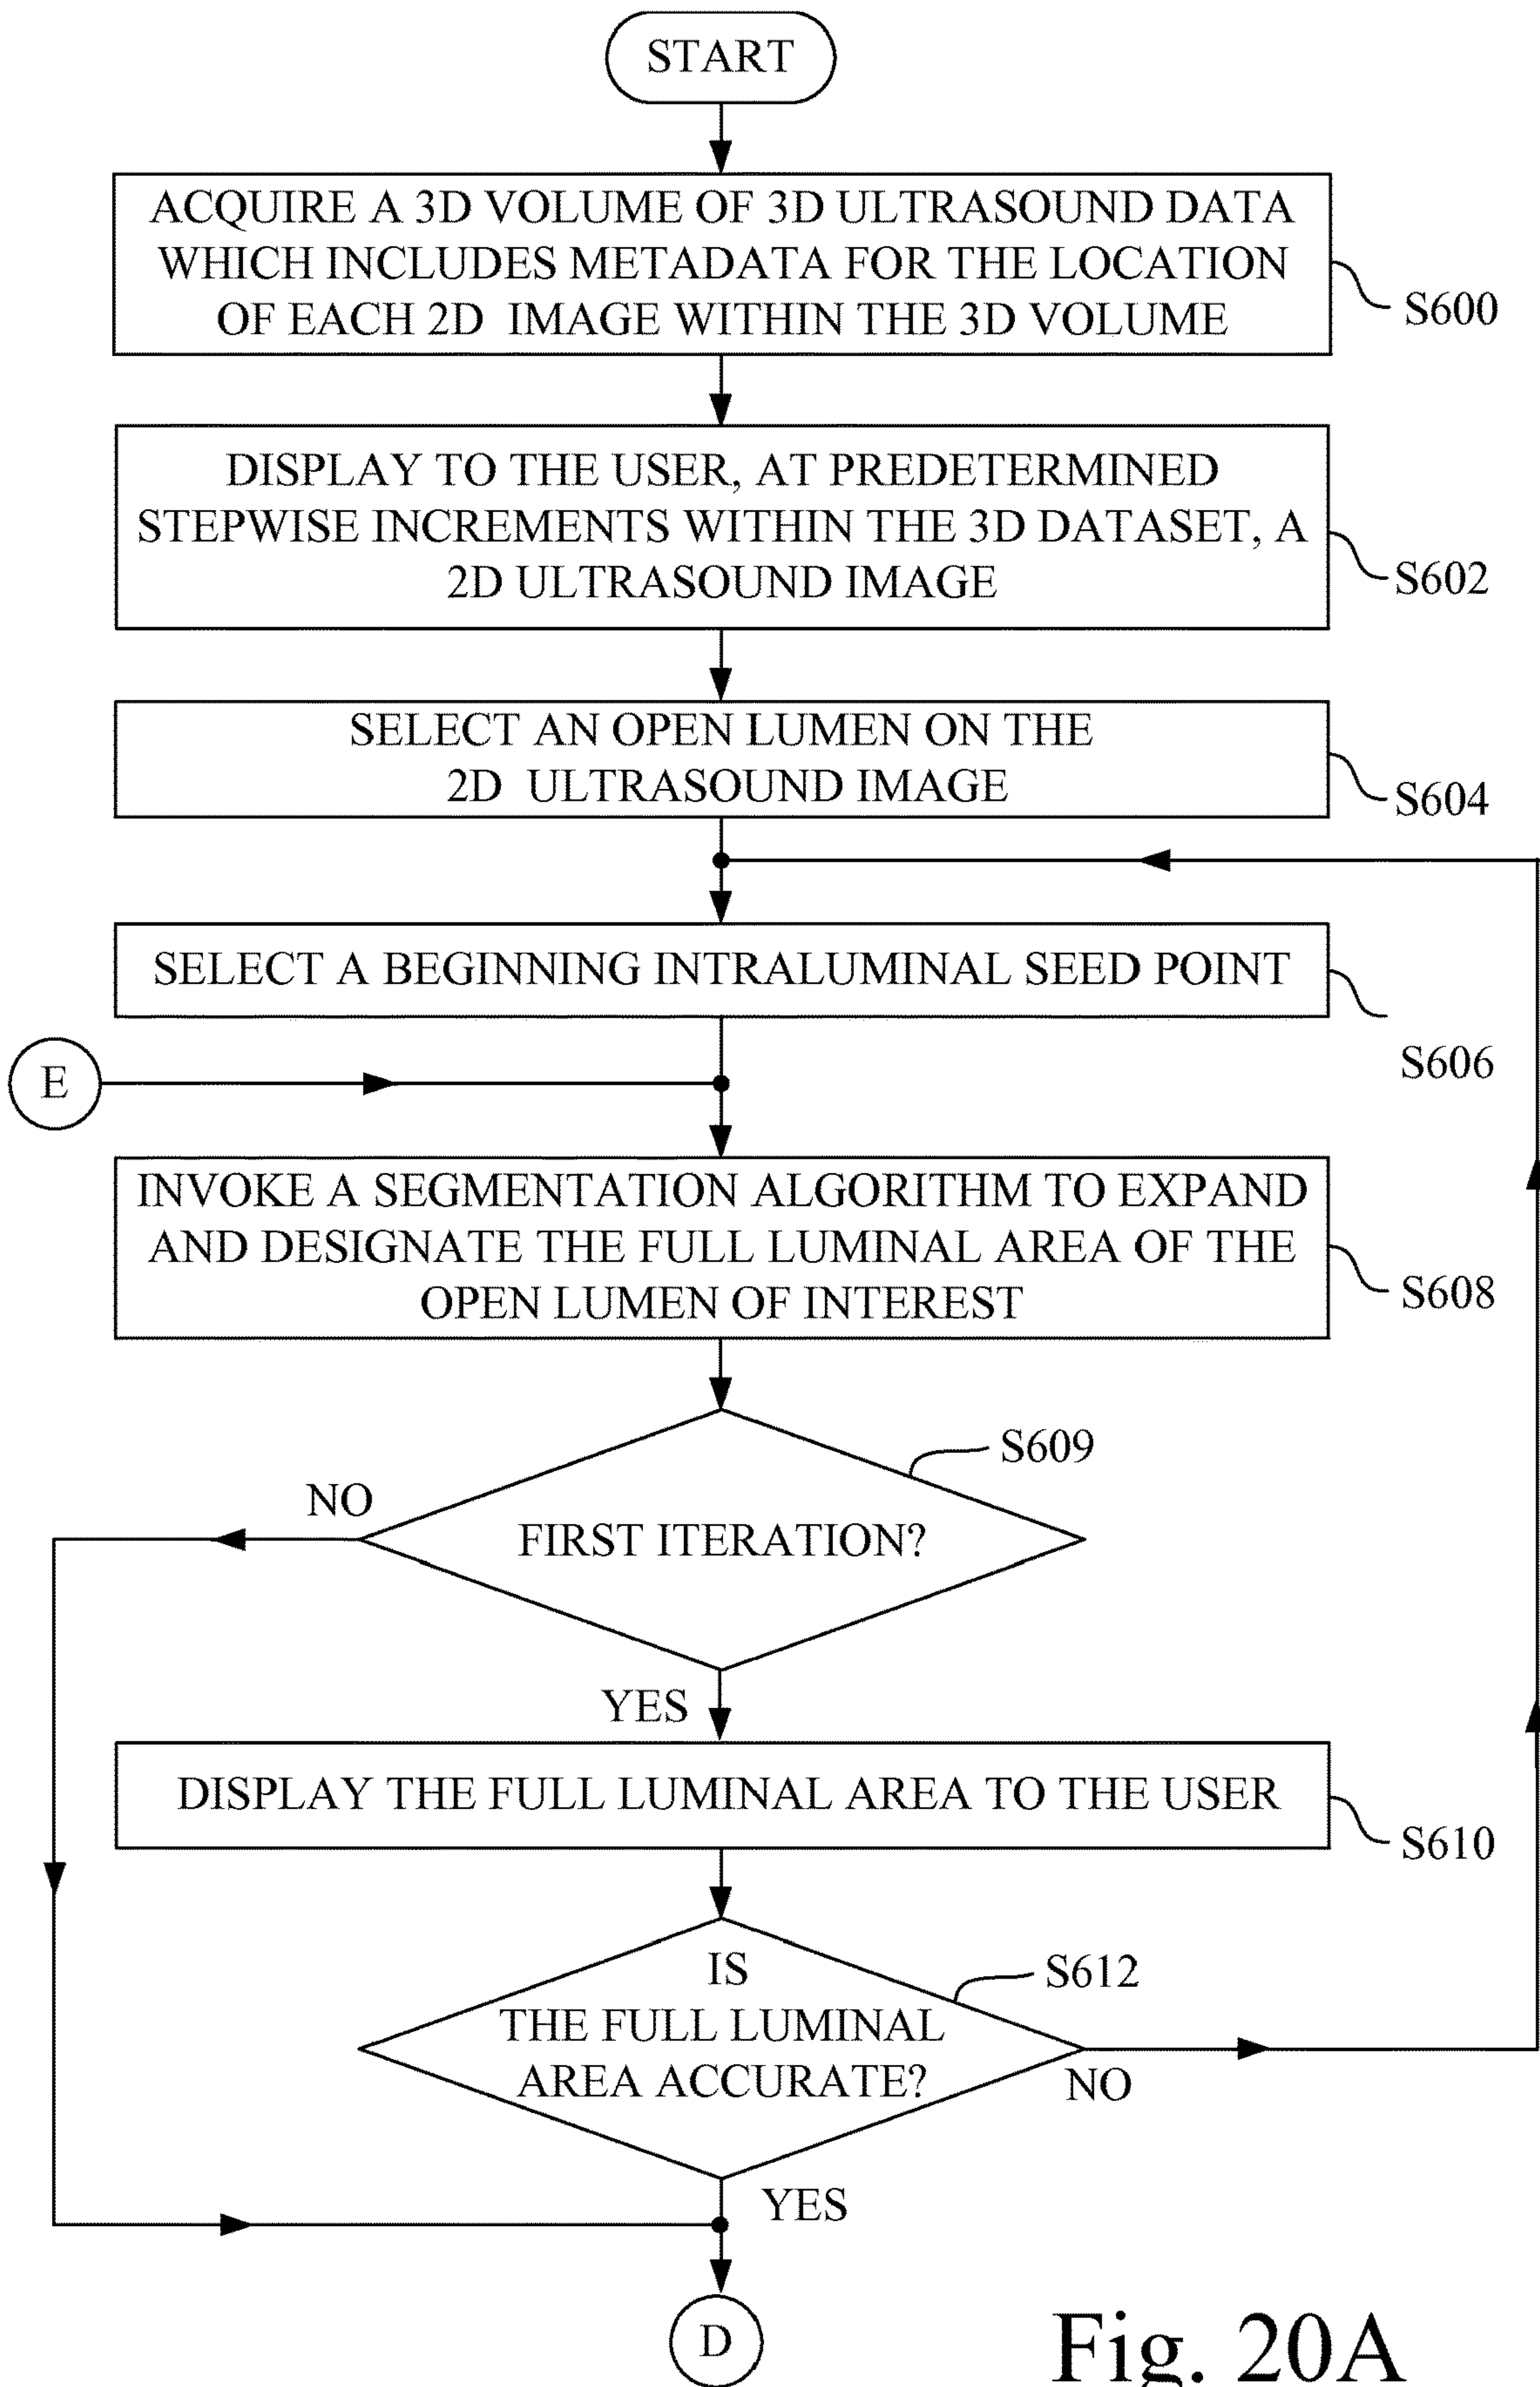 START
ACQUIRE A 3D VOLUME OF 3D ULTRASOUND DATA
WHICH INCLUDES METADATA FOR THE LOCATION
OF EACH 2D IMAGE WITHIN THE 3D VOLUME
S600
DISPLAY TO THE USER, AT PREDETERMINED
STEPWISE INCREMENTS WITHIN THE 3D DATASET, A
2D ULTRASOUND IMAGE
S602
SELECT AN OPEN LUMEN ON THE
2D ULTRASOUND IMAGE
S604
SELECT A BEGINNING INTRALUMINAL SEED POINT
S606
E
INVOKE A SEGMENTATION ALGORITHM TO EXPAND
AND DESIGNATE THE FULL LUMINAL AREA OF THE
OPEN LUMEN OF INTEREST
S608
S609
NO
FIRST ITERATION?
YES
DISPLAY THE FULL LUMINAL AREA TO THE USER
S610
IS
THE FULL LUMINAL
AREA ACCURATE?
S612
NO
YES
D
Fig. 20A